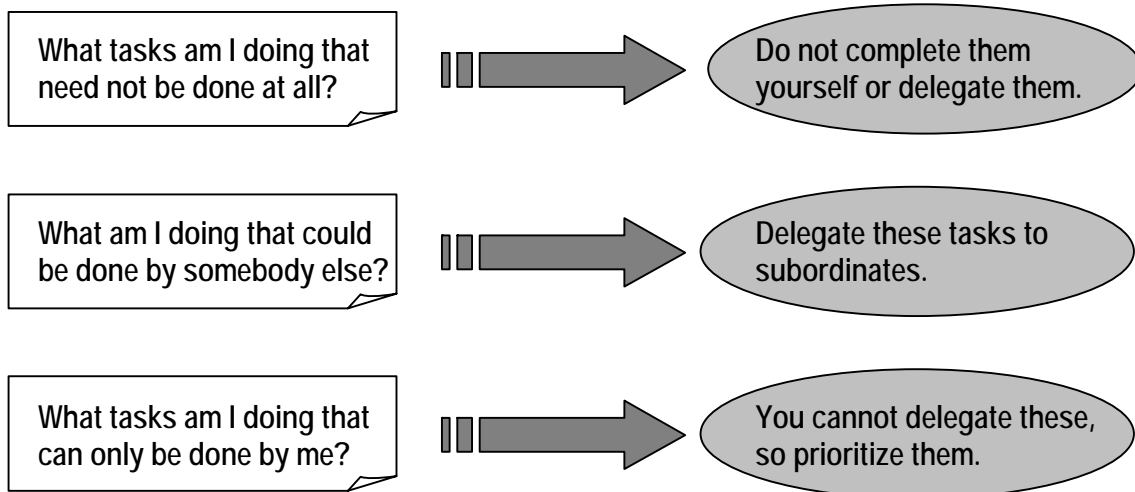 What tasks am I doing that
need not be done at all?
Do not complete them
yourself or delegate them.
What am I doing that could
be done by somebody else?
Delegate these tasks to
subordinates.
What tasks am I doing that
can only be done by me?
You cannot delegate these,
so prioritize them.